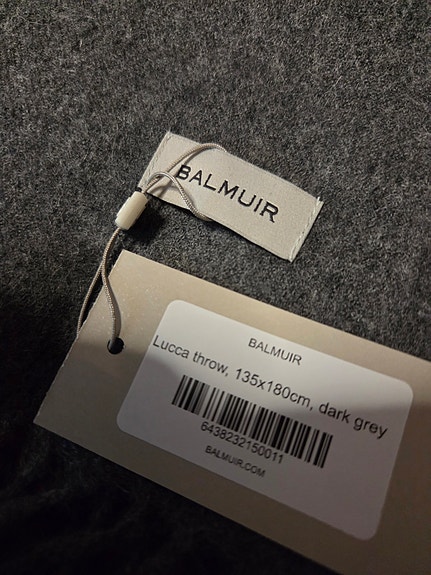 BALMUIR
BALMUIR
Lucca throw, 135x180cm, dark grey
6438232150011
BALMUIR.COM